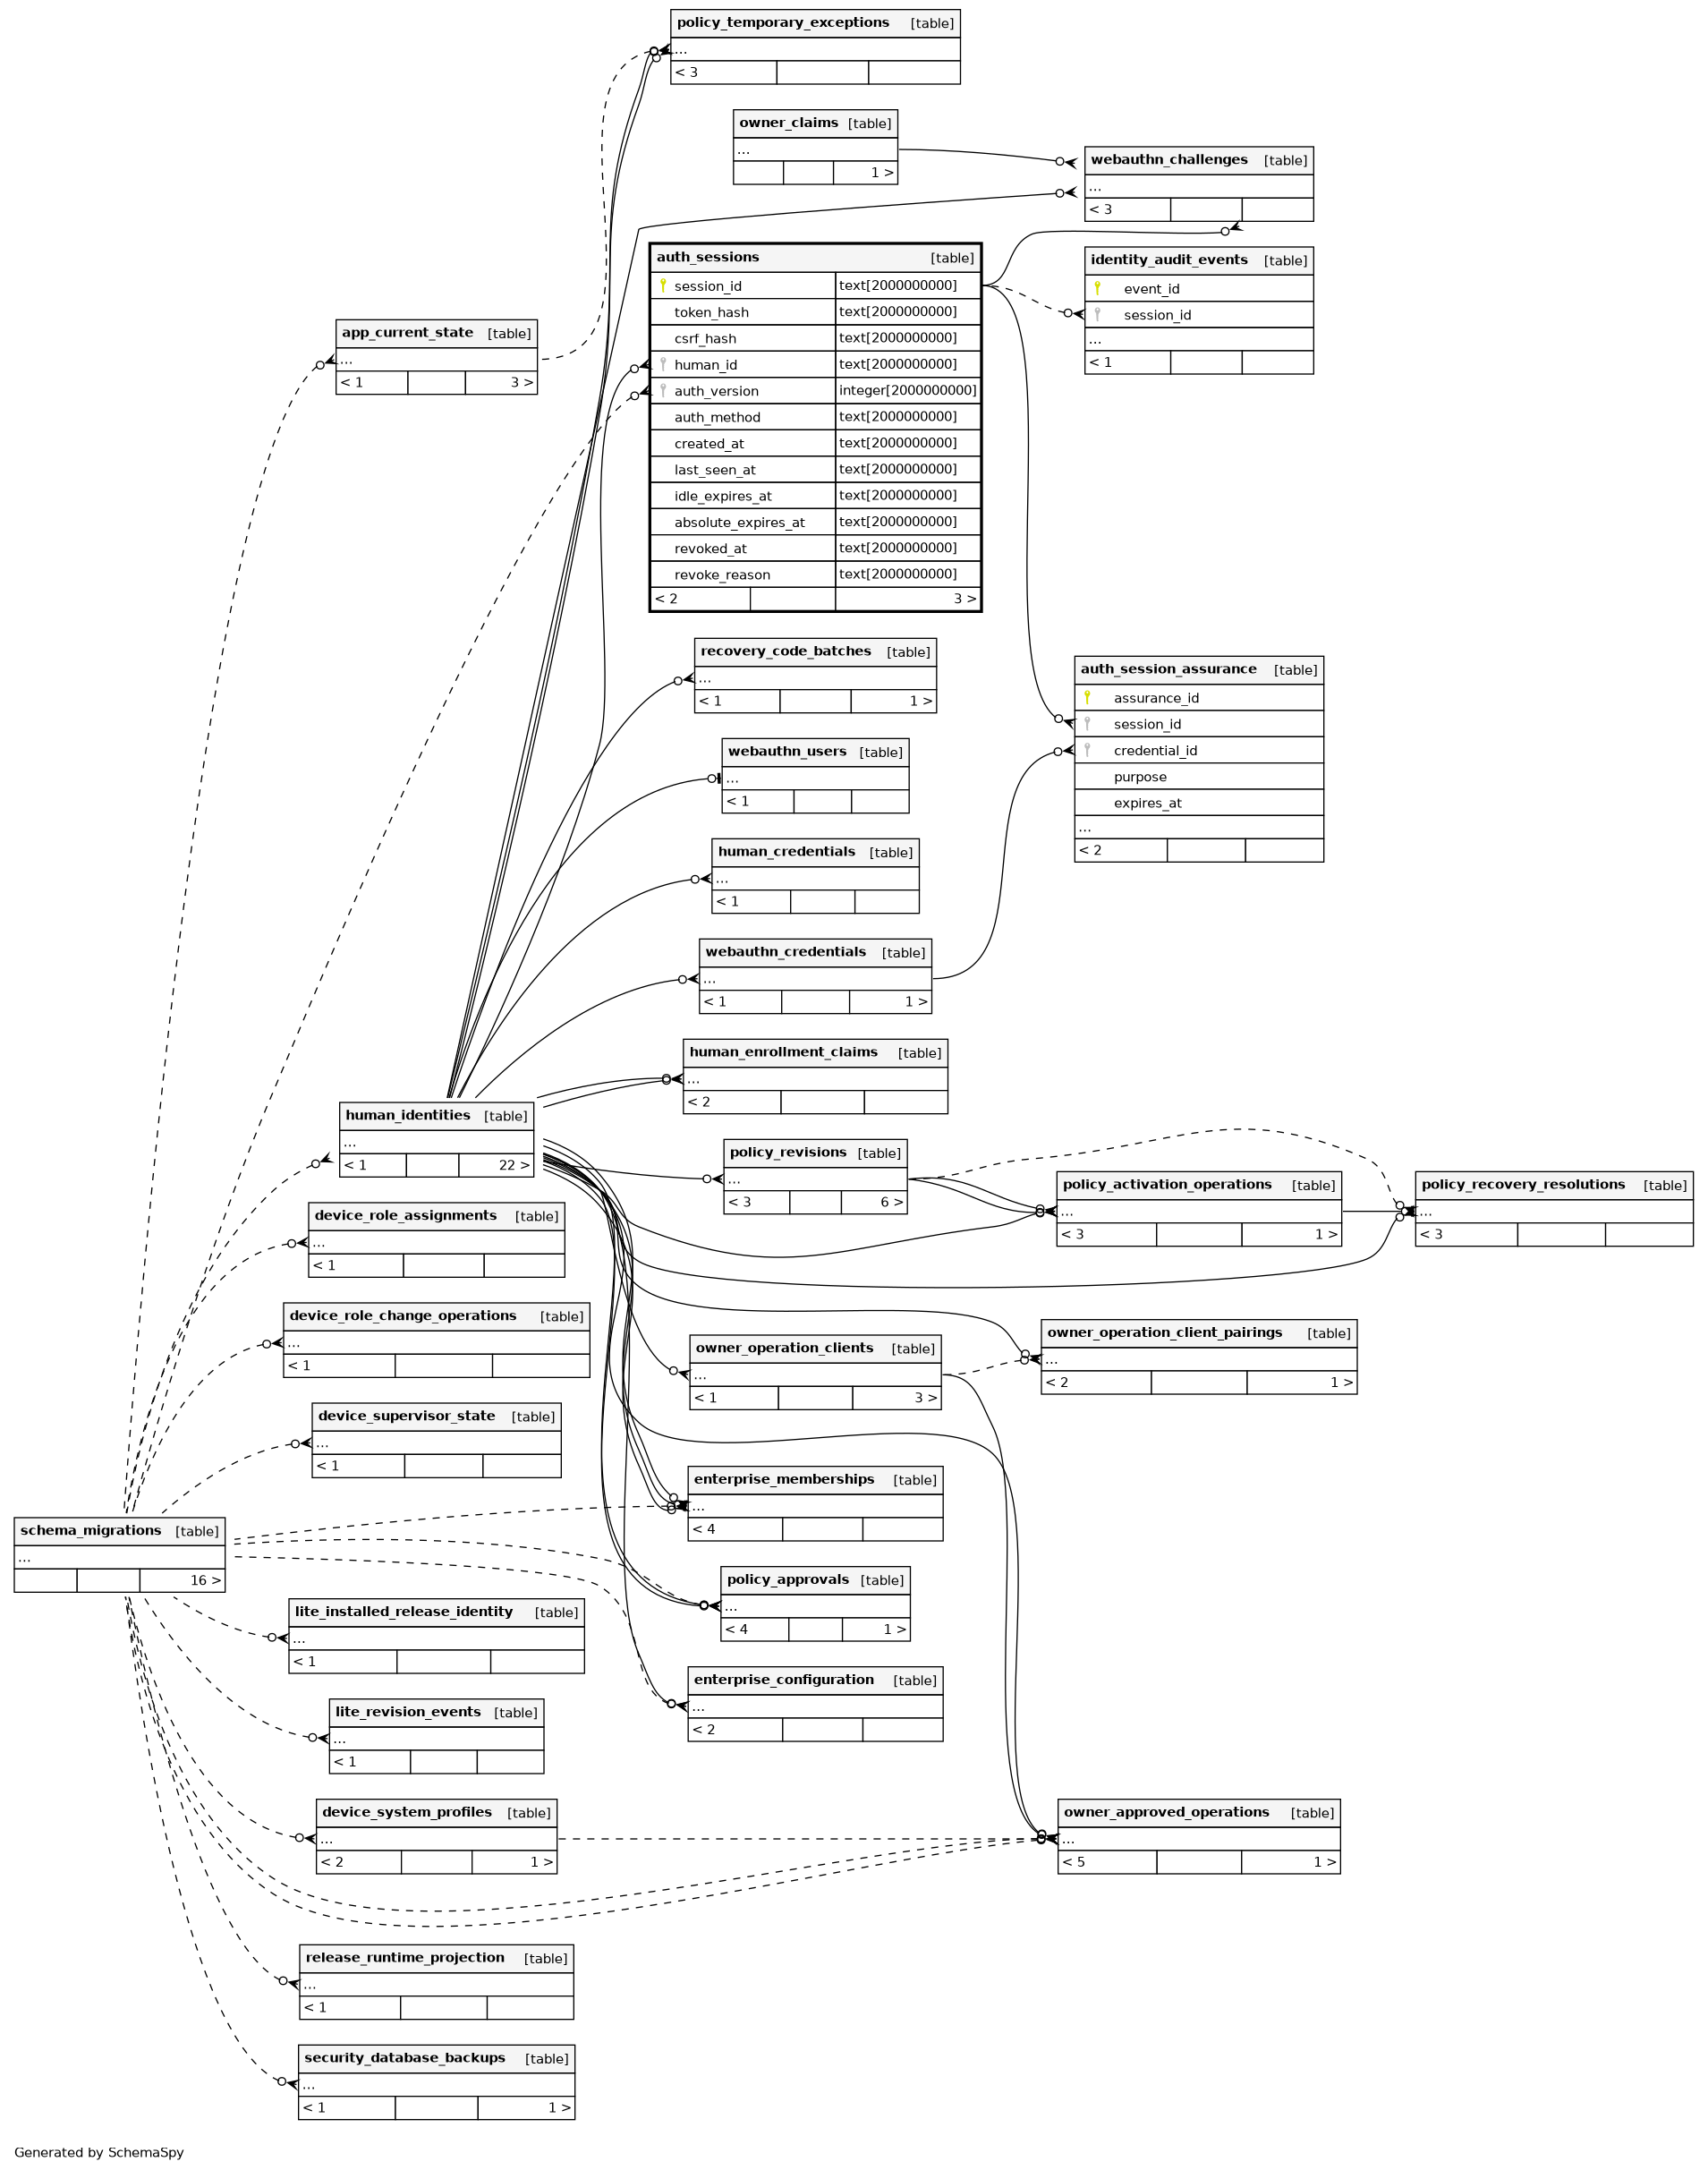 policy_temporary_exceptions [table]
...
< 3
owner_claims [table]
...
1 >
webauthn_challenges [table]
...
< 3
auth_sessions [table]
session_id text[2000000000]
token_hash text[2000000000]
csrf_hash text[2000000000]
human_id text[2000000000]
auth_version integer[2000000000]
auth_method text[2000000000]
created_at text[2000000000]
last_seen_at text[2000000000]
idle_expires_at text[2000000000]
absolute_expires_at text[2000000000]
revoked_at text[2000000000]
revoke_reason text[2000000000]
< 2 3 >
identity_audit_events [table]
event_id
session_id
...
< 1
app_current_state [table]
...
< 1 3 >
recovery_code_batches [table]
...
< 1 1 >
auth_session_assurance [table]
assurance_id
session_id
credential_id
purpose
expires_at
...
< 2
webauthn_users [table]
...
< 1
human_credentials [table]
...
< 1
webauthn_credentials [table]
...
< 1 1 >
human_enrollment_claims [table]
...
< 2
human_identities [table]
...
< 1 22 >
policy_revisions [table]
...
< 3 6 >
policy_activation_operations [table]
...
< 3 1 >
policy_recovery_resolutions [table]
...
< 3
device_role_assignments [table]
...
< 1
device_role_change_operations [table]
...
< 1
owner_operation_clients [table]
...
< 1 3 >
owner_operation_client_pairings [table]
...
< 2 1 >
device_supervisor_state [table]
...
< 1
enterprise_memberships [table]
...
< 4
schema_migrations [table]
...
16 >
policy_approvals [table]
...
< 4 1 >
lite_installed_release_identity [table]
...
< 1
enterprise_configuration [table]
...
< 2
lite_revision_events [table]
...
< 1
device_system_profiles [table]
...
< 2 1 >
owner_approved_operations [table]
...
< 5 1 >
release_runtime_projection [table]
...
< 1
security_database_backups [table]
...
< 1 1 >
Generated by SchemaSpy